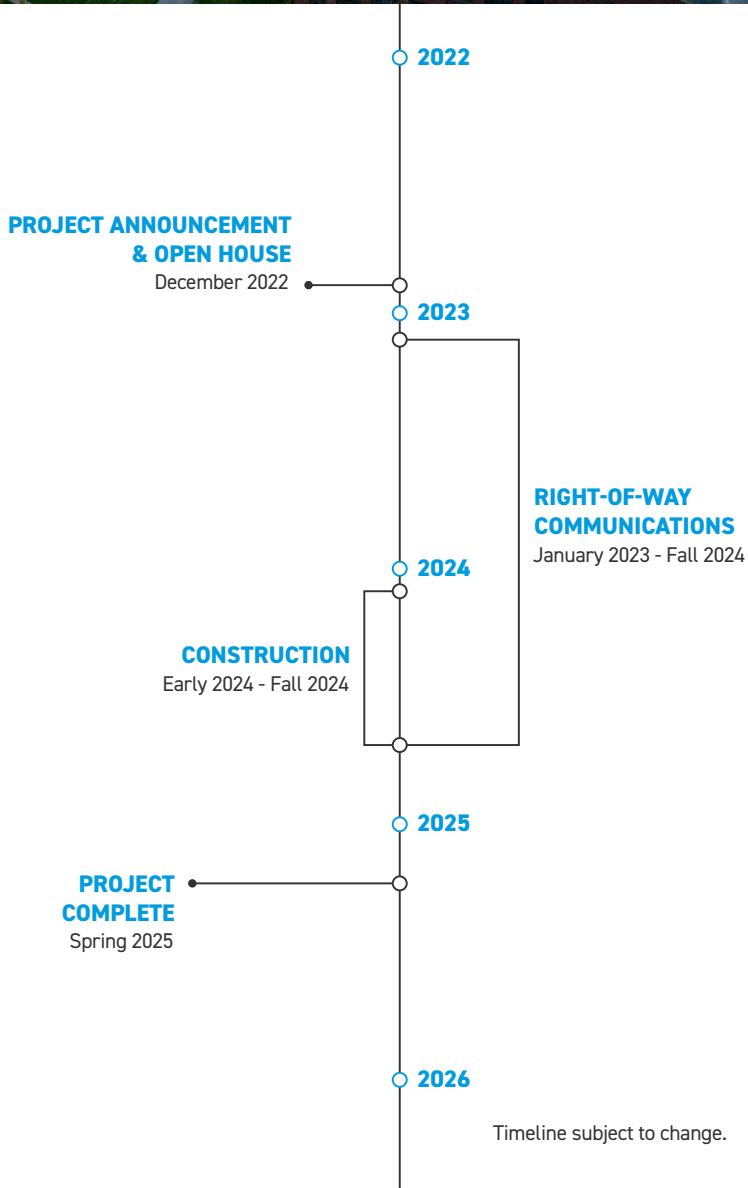 2022
PROJECT ANNOUNCEMENT
& OPEN HOUSE
December 2022
2023
RIGHT-OF-WAY
COMMUNICATIONS
January 2023 - Fall 2024
2024
CONSTRUCTION
Early 2024 - Fall 2024
2025
PROJECT
COMPLETE
Spring 2025
2026
Timeline subject to change.